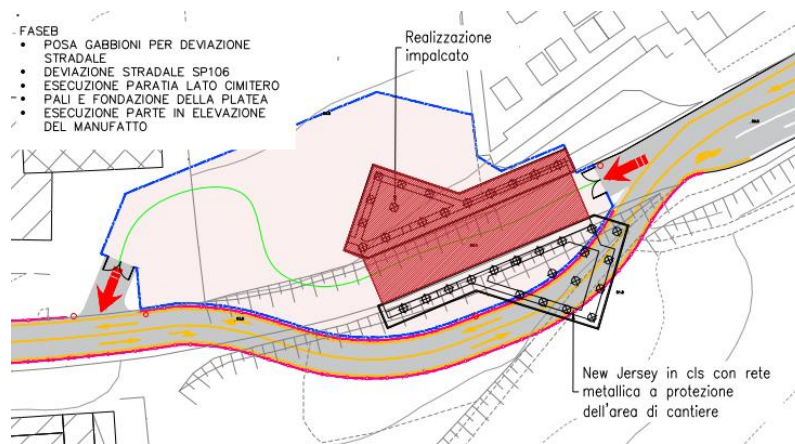 FASEB
• POSA GABBIONI PER DEVIAZIONE
STRADALE
• DEVIAZIONE STRADALE SP106
• ESECUZIONE PARATIA LATO CIMITERO
• PALI E FONDAZIONE DELLA PLATEA
• ESECUZIONE PARTE IN ELEVAZIONE
DEL MANUFATTO
Realizzazione
impalcato
New Jersey in cls con rete
metallica a protezione
dell'area di cantiere